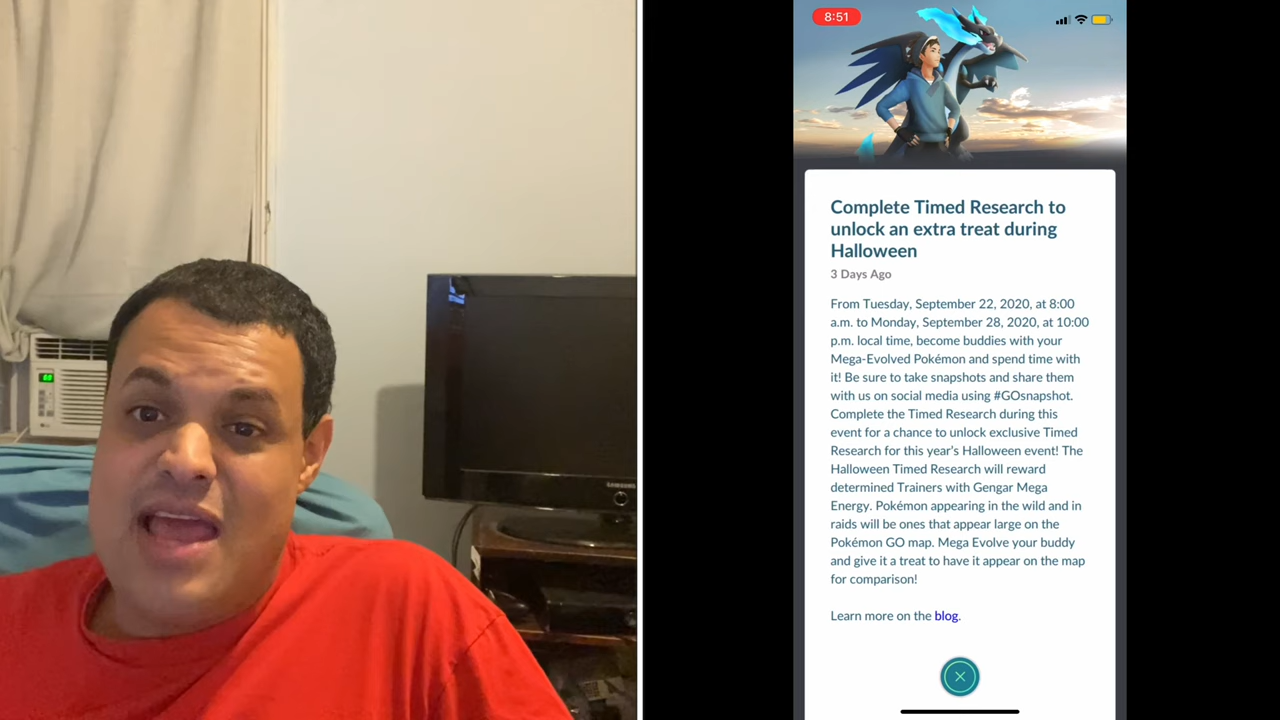 8:51
Complete Timed Research to
unlock an extra treat during
Halloween
3 Days Ago
From Tuesday, September 22, 2020, at 8:00
a.m. to Monday, September 28, 2020, at 10:00
p.m. local time, become buddies with your
Mega-Evolved Pokémon and spend time with
it! Be sure to take snapshots and share them
with us on social media using #GOsnapshot.
Complete the Timed Research during this
event for a chance to unlock exclusive Timed
Research for this year's Halloween event! The
Halloween Timed Research will reward
determined Trainers with Gengar Mega
Energy. Pokémon appearing in the wild and in
raids will be ones that appear large on the
Pokémon GO map. Mega Evolve your buddy
and give it a treat to have it appear on the map
for comparison!
Learn more on the blog.
SAMSUNG
LG